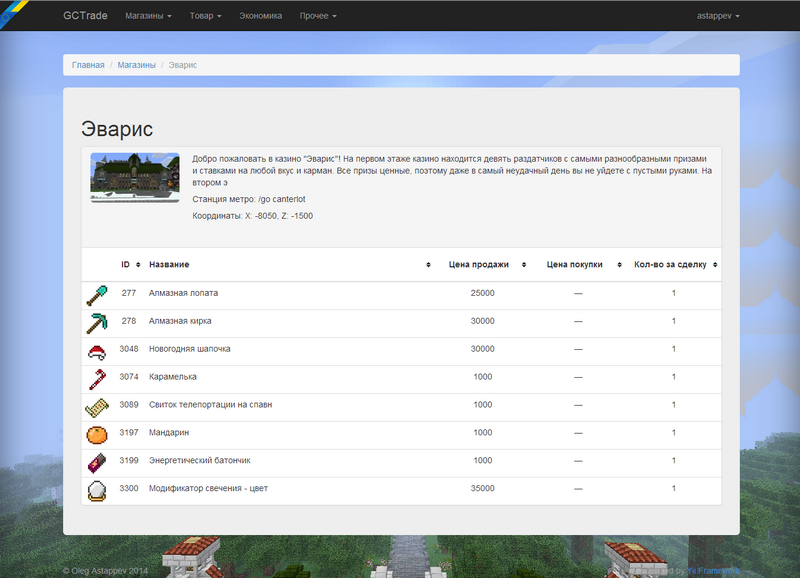 GCTrade Магазины Товар Экономика Прочее astappev
Главная / Магазины / Эварис
Эварис
Добро пожаловать в казино "Эварис"! На первом этаже казино находится девять раздатчиков с самыми разнообразными призами
и ставками на любой вкус и карман. Все призы ценные, поэтому даже в самый неудачный день вы не уйдете с пустыми руками. На
втором э
Станция метро: /go canterlot
Координаты: X: -8050, Z: -1500
ID Название Цена продажи Цена покупки Кол-во за сделку
277 Алмазная лопата 25000 — 1
278 Алмазная кирка 30000 — 1
3048 Новогодняя шапочка 30000 — 1
3074 Карамелька 1000 — 1
3089 Свиток телепортации на спавн 1000 — 1
3197 Мандарин 1000 — 1
3199 Энергетический батончик 1000 — 1
3300 Модификатор свечения - цвет 35000 — 1
© Oleg Astappev 2014 by Yii Framework